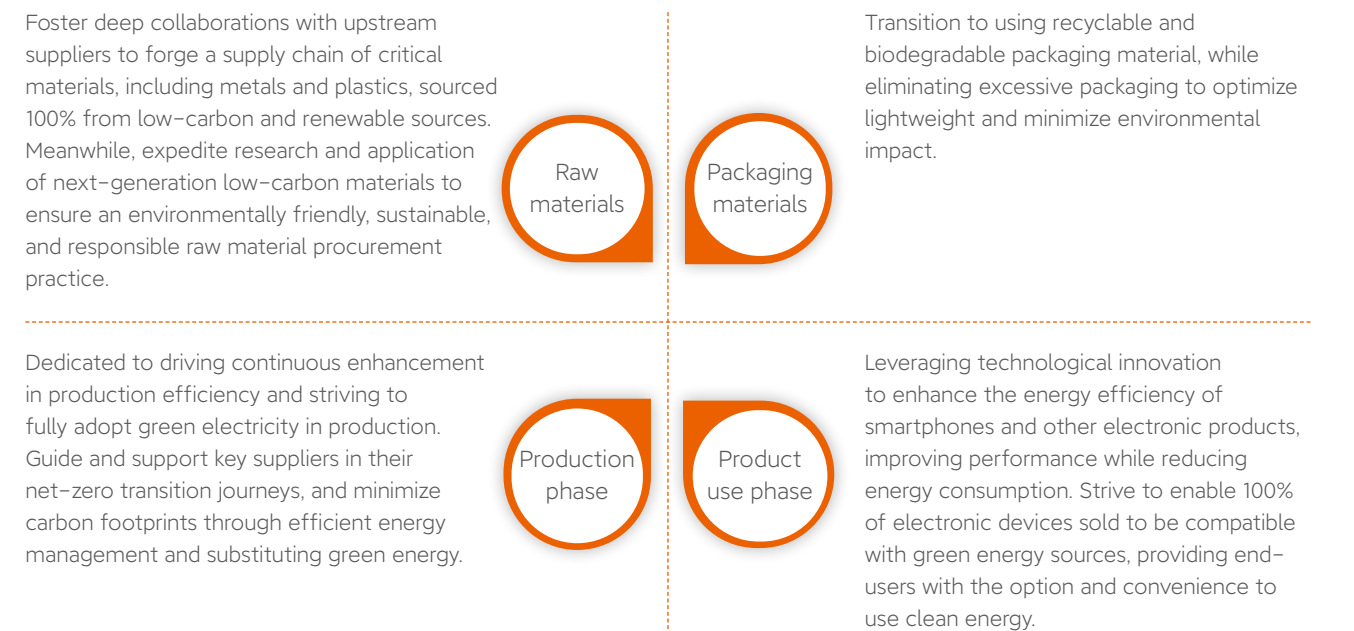 Foster deep collaborations with upstream
suppliers to forge a supply chain of critical
materials, including metals and plastics, sourced
100% from low-carbon and renewable sources.
Meanwhile, expedite research and application
of next-generation low-carbon materials to
ensure an environmentally friendly, sustainable,
and responsible raw material procurement
practice.
Raw
materials
Packaging
materials
Transition to using recyclable and
biodegradable packaging material, while
eliminating excessive packaging to optimize
lightweight and minimize environmental
impact.
Dedicated to driving continuous enhancement
in production efficiency and striving to
fully adopt green electricity in production.
Guide and support key suppliers in their
net-zero transition journeys, and minimize
carbon footprints through efficient energy
management and substituting green energy.
Production
phase
Product
use phase
Leveraging technological innovation
to enhance the energy efficiency of
smartphones and other electronic products,
improving performance while reducing
energy consumption. Strive to enable 100%
of electronic devices sold to be compatible
with green energy sources, providing end-
users with the option and convenience to
use clean energy.